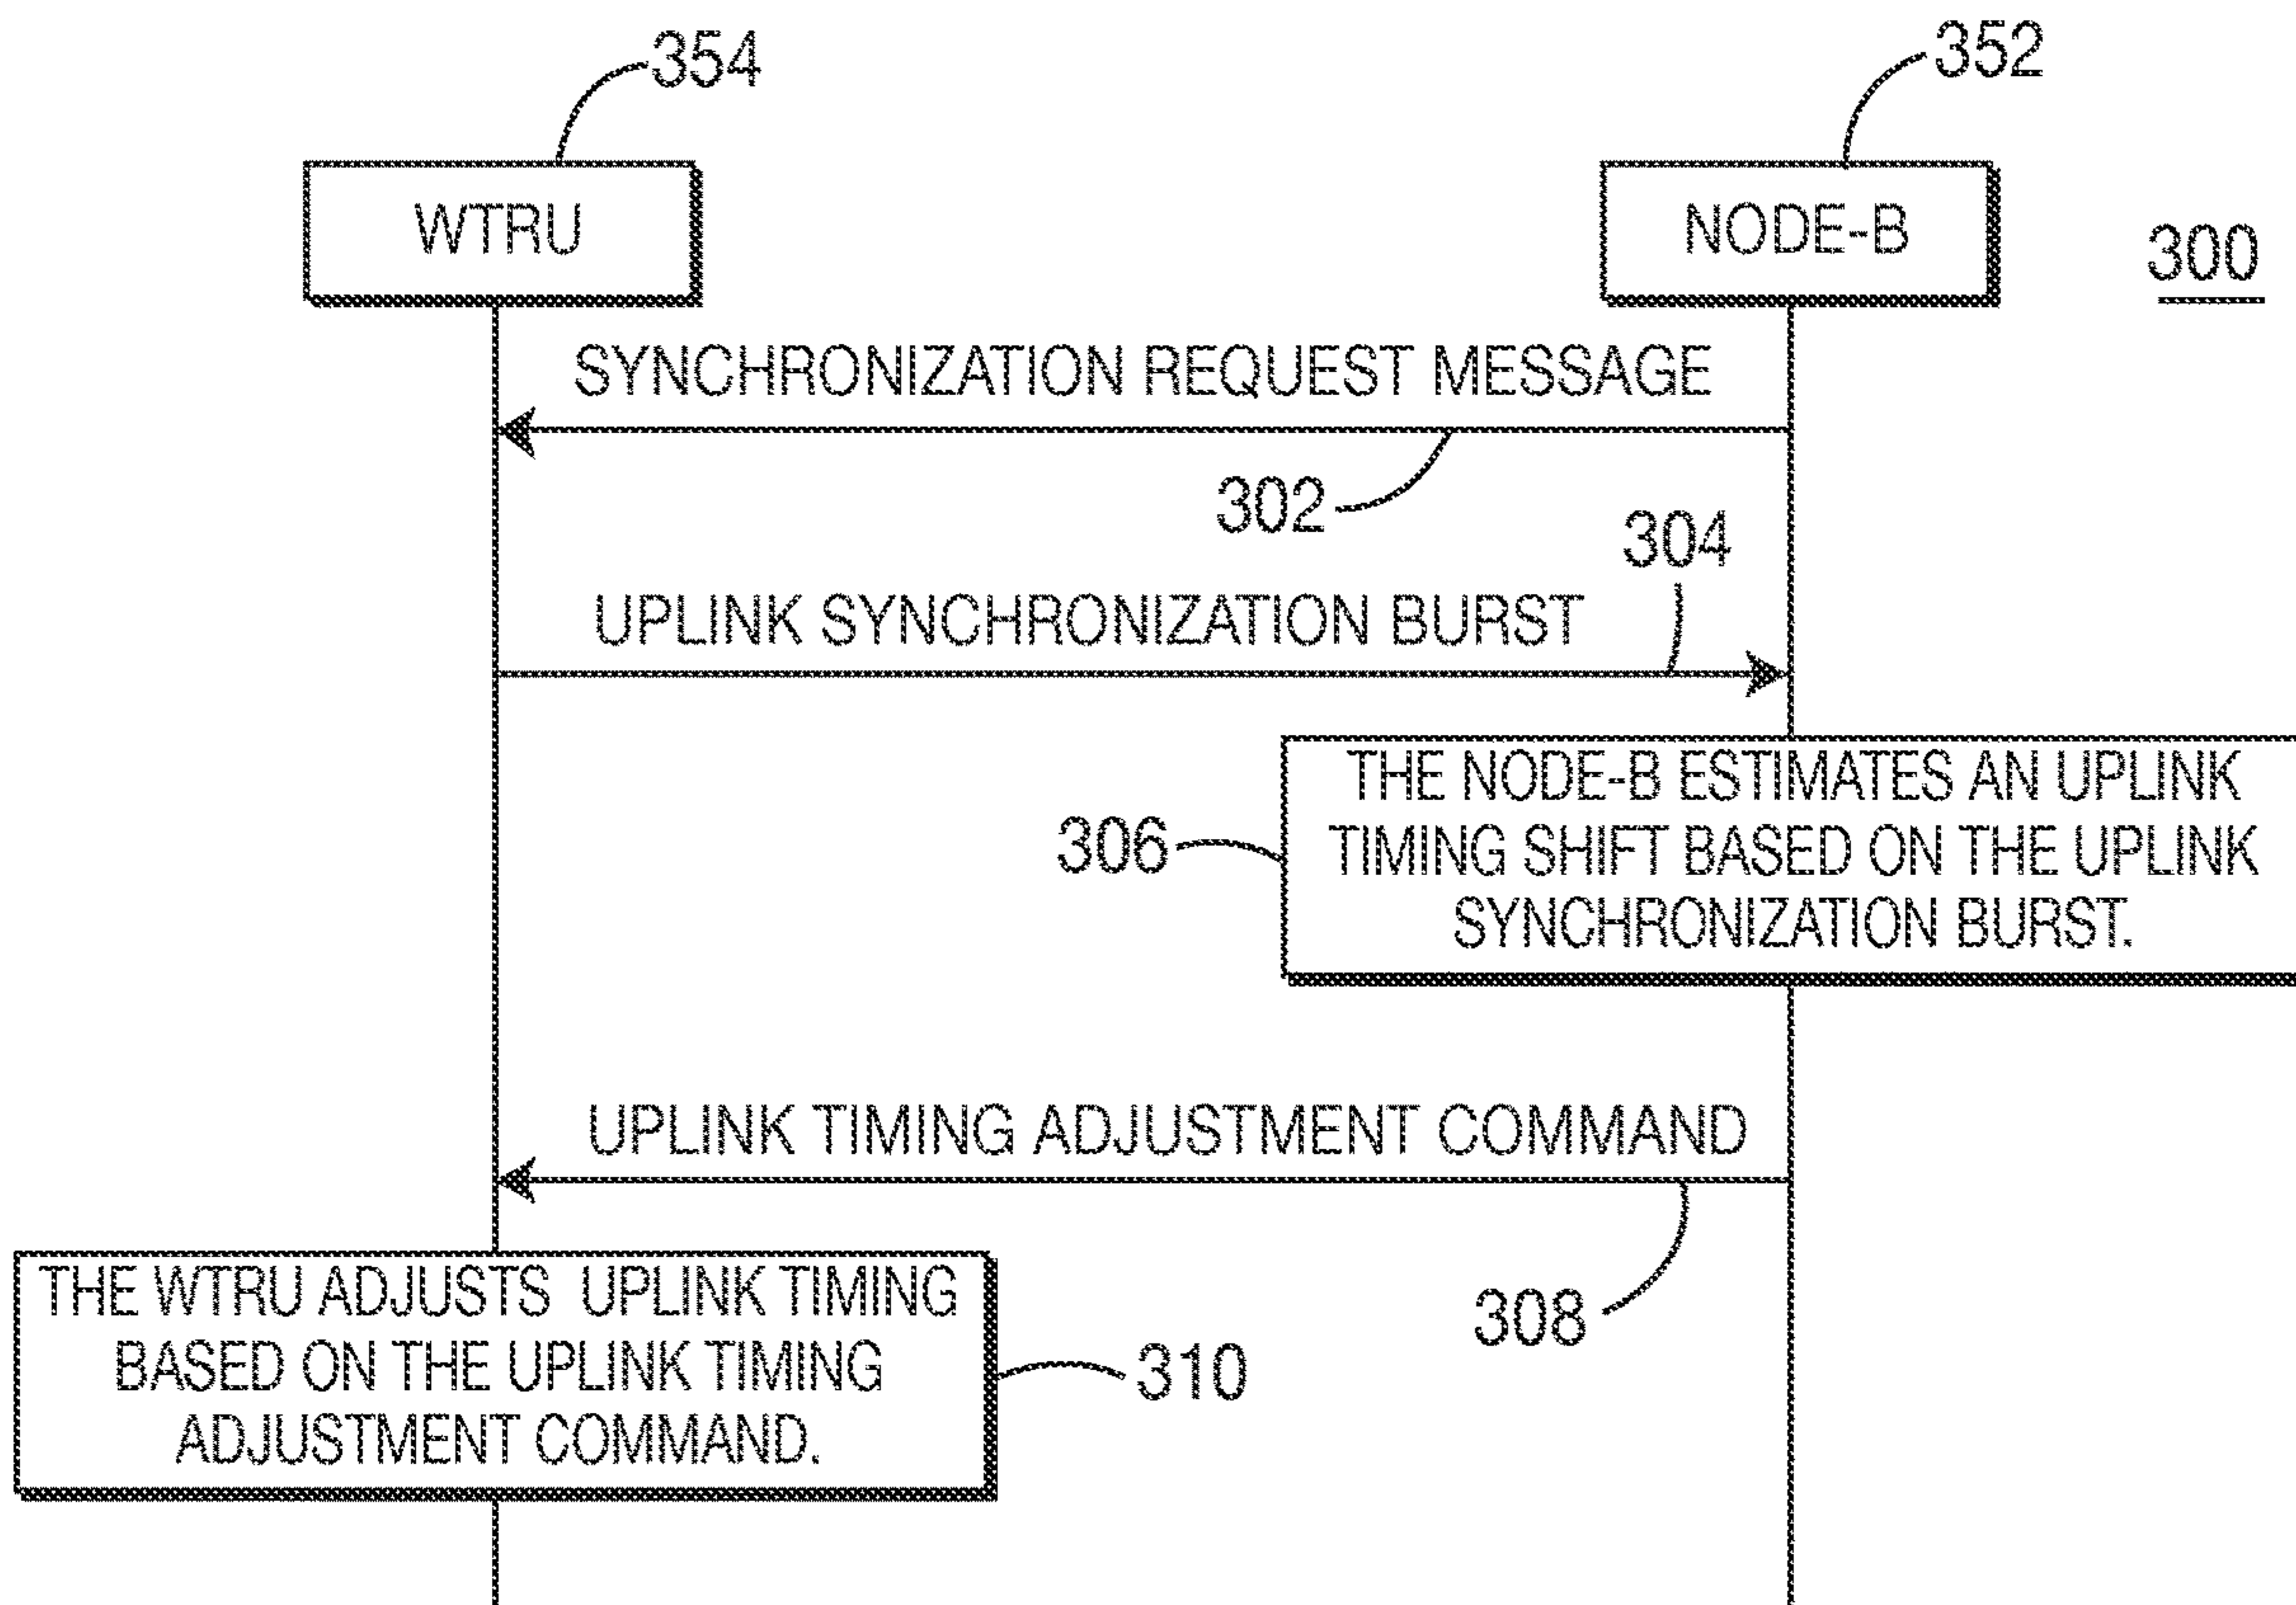 354
352
WTRU
NODE-B
300
SYNCHRONIZATION REQUEST MESSAGE
302
304
UPLINK SYNCHRONIZATION BURST
THE NODE-B ESTIMATES AN UPLINK
TIMING SHIFT BASED ON THE UPLINK
SYNCHRONIZATION BURST.
306
UPLINK TIMING ADJUSTMENT COMMAND
308
THE WTRU ADJUSTS UPLINK TIMING
BASED ON THE UPLINK TIMING
ADJUSTMENT COMMAND.
310